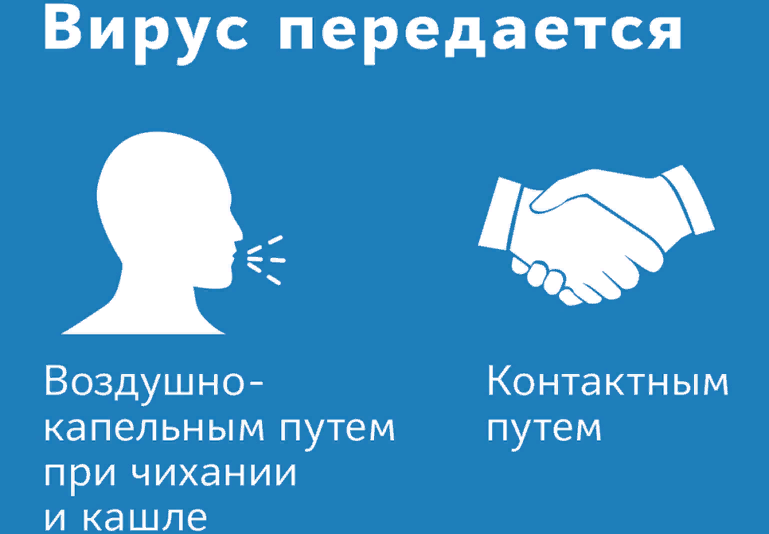 Вирус передается
Воздушно-
капельным путем
при чихании
и кашле
Контактным
путем